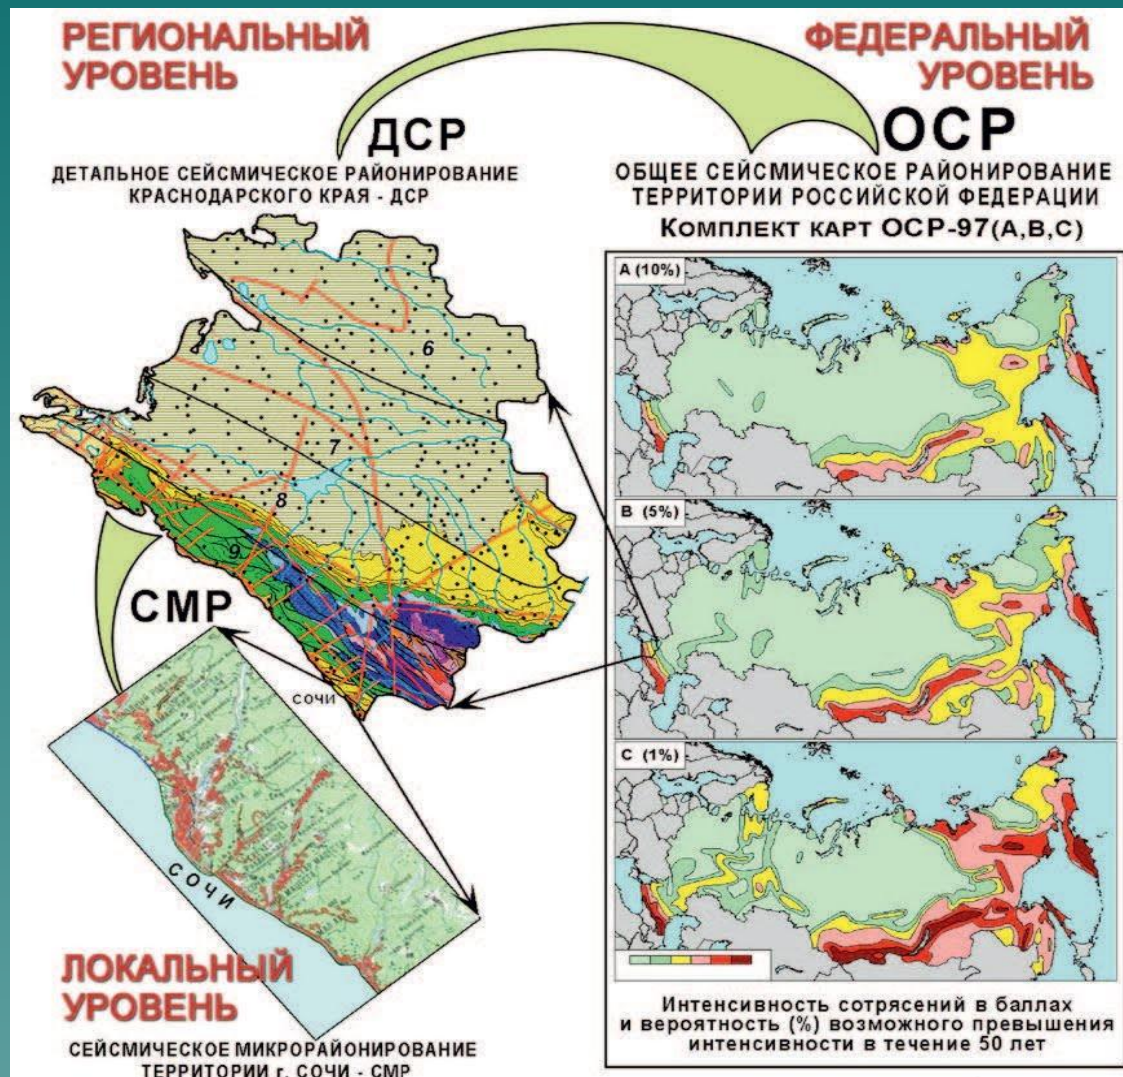 РЕГИОНАЛЬНЫЙ
УРОВЕНЬ
ФЕДЕРАЛЬНЫЙ
УРОВЕНЬ
ДСР
ДЕТАЛЬНОЕ СЕЙСМИЧЕСКОЕ РАЙОНИРОВАНИЕ
КРАСНОДАРСКОГО КРАЯ - ДСР
ОСР
ОБЩЕЕ СЕЙСМИЧЕСКОЕ РАЙОНИРОВАНИЕ
ТЕРРИТОРИИ РОССИЙСКОЙ ФЕДЕРАЦИИ
КОМПЛЕКТ КАРТ ОСР-97(А,В,С)
6
7
8
9
СОЧИ
А (10%)
В (5%)
С (1%)
СМР
СОЧИ
ЛОКАЛЬНЫЙ
УРОВЕНЬ
СЕЙСМИЧЕСКОЕ МИКРОРАЙОНИРОВАНИЕ
ТЕРРИТОРИИ г. СОЧИ - СМР
Интенсивность сотрясений в баллах
и вероятность (%) возможного превышения
интенсивности в течение 50 лет